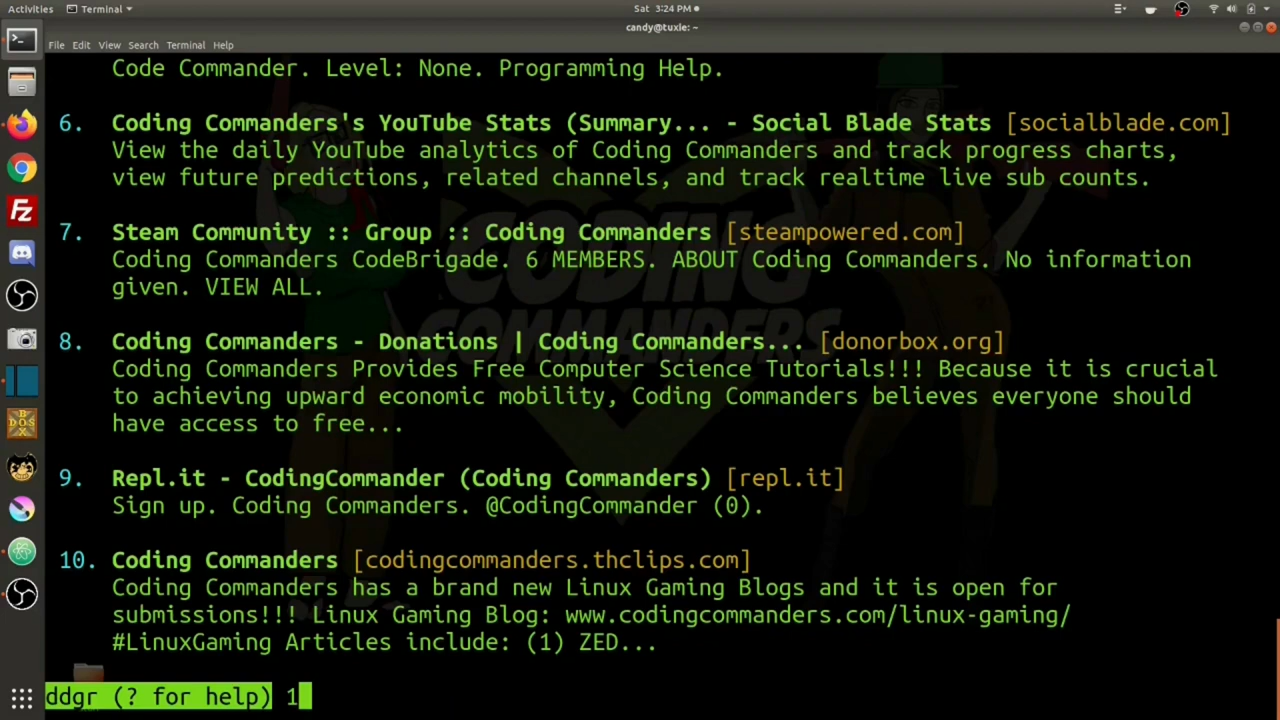 Activities
Terminal
Sat 3:24 PM
candy@tuxie: ~
File Edit View Search Terminal Help
Code Commander. Level: None. Programming Help.
6. Coding Commanders's YouTube Stats (Summary... - Social Blade Stats [socialblade.com]
View the daily YouTube analytics of Coding Commanders and track progress charts,
view future predictions, related channels, and track realtime live sub counts.
7. Steam Community :: Group :: Coding Commanders [steampowered.com]
Coding Commanders CodeBrigade. 6 MEMBERS. ABOUT Coding Commanders. No information
given. VIEW ALL.
8. Coding Commanders - Donations | Coding Commanders... [donorbox.org]
Coding Commanders Provides Free Computer Science Tutorials!!! Because it is crucial
to achieving upward economic mobility, Coding Commanders believes everyone should
have access to free...
9. Repl.it - CodingCommander (Coding Commanders) [repl.it]
Sign up. Coding Commanders. @CodingCommander (0).
10. Coding Commanders [codingcommanders.thclips.com]
Coding Commanders has a brand new Linux Gaming Blogs and it is open for
submissions!!! Linux Gaming Blog: www.codingcommanders.com/linux-gaming/
#LinuxGaming Articles include: (1) ZED...
ddgr (? for help) 1
CODING
COMMANDERS
FZ
DOS